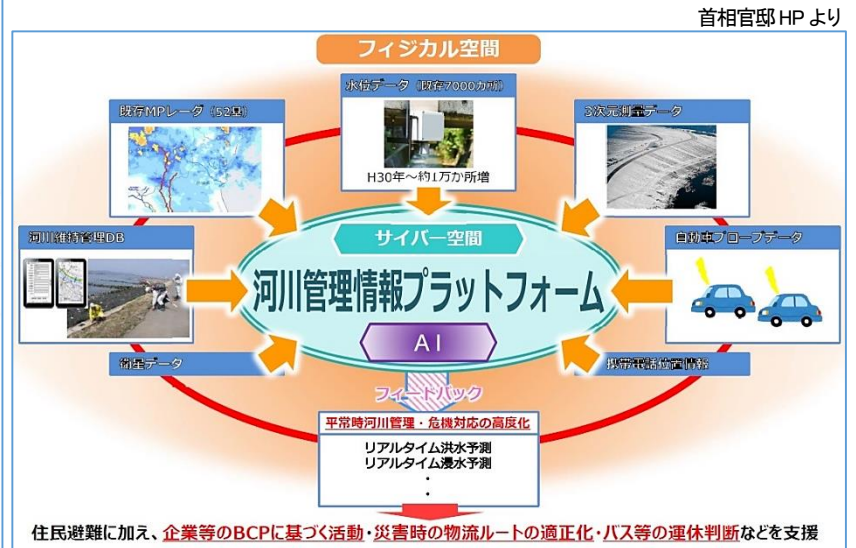 首相官邸HPより
フィジカル空間
水位データ（既存7000カ所）
既存MPレーダ（52基）
3次元測量データ
H30年～約1万か所増
河川維持管理DB
サイバー空間
自動車プローブデータ
河川管理情報プラットフォーム
AI
衛星データ
携帯電話位置情報
フィードバック
平常時河川管理・危機対応の高度化
リアルタイム洪水予測
リアルタイム浸水予測
・
・
住民避難に加え、企業等のBCPに基づく活動・災害時の物流ルートの適正化・バス等の運休判断などを支援